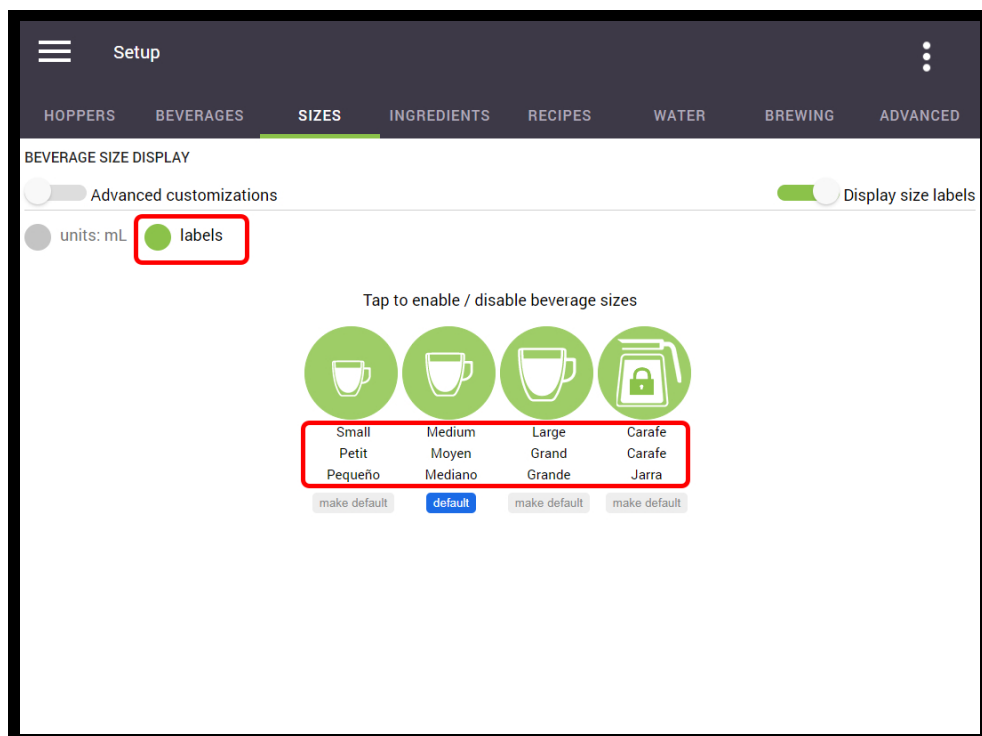 Setup
HOPPERS BEVERAGES SIZES INGREDIENTS RECIPES WATER BREWING ADVANCED
BEVERAGE SIZE DISPLAY
Advanced customizations Display size labels
units: mL labels
Tap to enable / disable beverage sizes
Small Medium Large Carafe
Petit Moyen Grand Carafe
Pequeño Mediano Grande Jarra
make default default make default make default